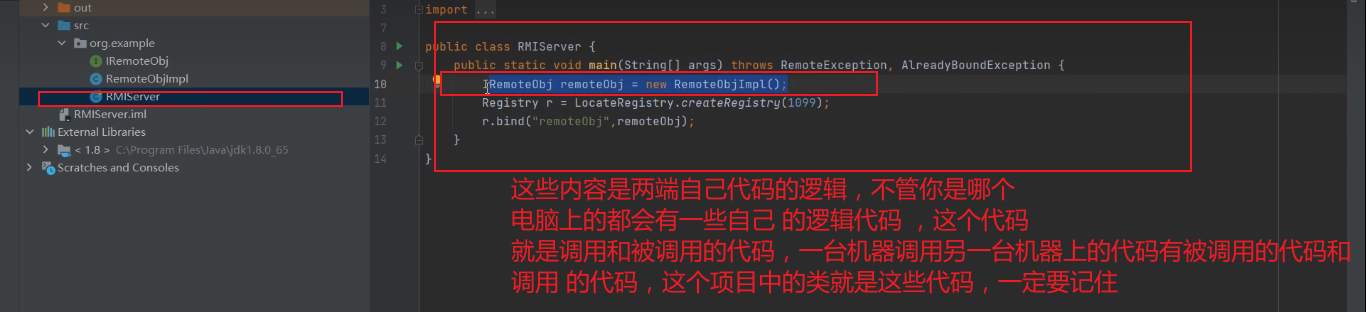 out
src
org.example
IRemoteObj
RemoteObjImpl
RMIServer
RMIServer.iml
External Libraries
< 1.8 > C:\Program Files\Java\jdk1.8.0_65
Scratches and Consoles
3 import ...
7
8 public class RMIServer {
9 public static void main(String[] args) throws RemoteException, AlreadyBoundException {
10 IRemoteObj remoteObj = new RemoteObjImpl();
11 Registry r = LocateRegistry.createRegistry(1099);
12 r.bind("remoteObj",remoteObj);
13 }
14 }
这些内容是两端自己代码的逻辑，不管你是哪个
电脑上的都会有一些自己 的逻辑代码 ，这个代码
就是调用和被调用的代码，一台机器调用另一台机器上的代码有被调用的代码和
调用 的代码，这个项目中的类就是这些代码，一定要记住